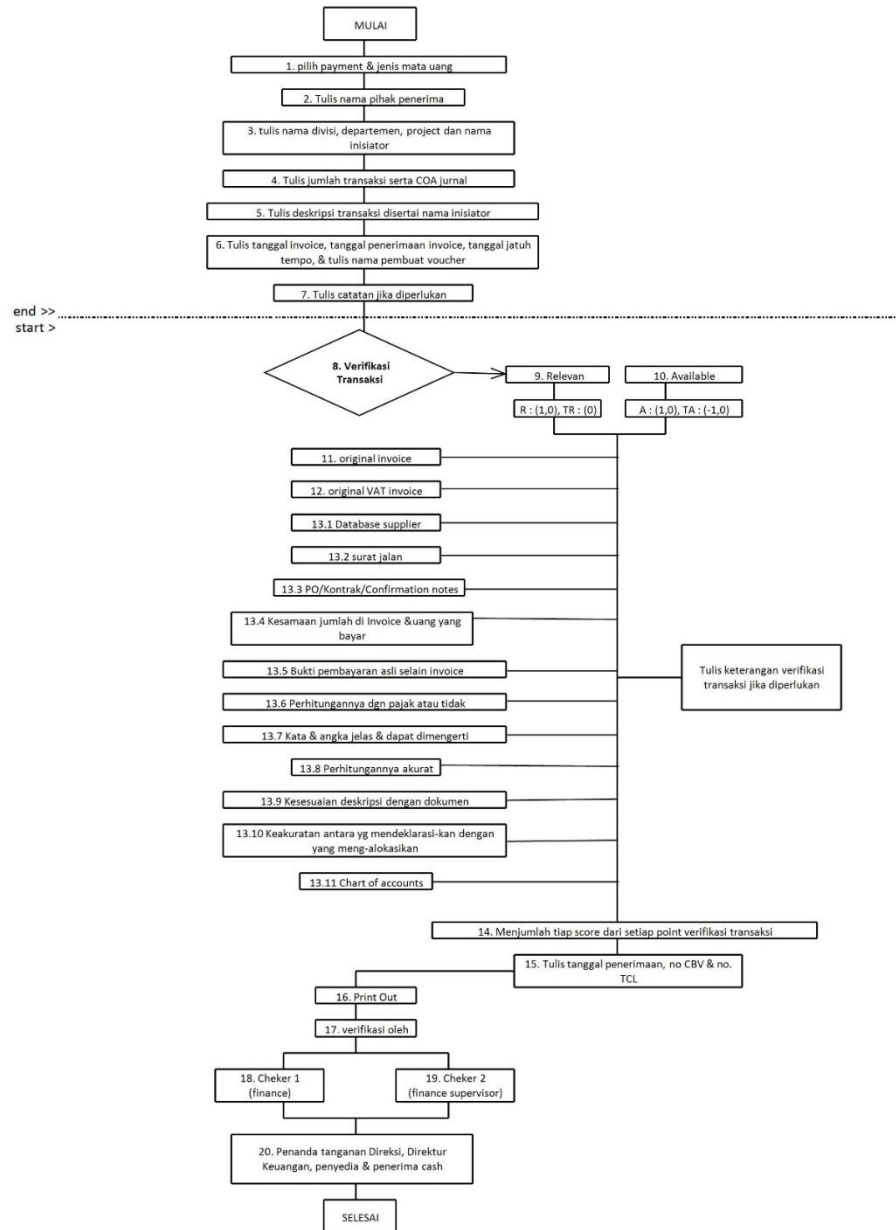 MULAI
1. pilih payment & jenis mata uang
2. Tulis nama pihak penerima
3. tulis nama divisi, departemen, project dan nama
inisiator
4. Tulis jumlah transaksi serta COA jurnal
5. Tulis deskripsi transaksi disertai nama inisiator
6. Tulis tanggal invoice, tanggal penerimaan invoice, tanggal jatuh
tempo, & tulis nama pembuat voucher
7. Tulis catatan jika diperlukan
end >>
start >
8. Verifikasi
Transaksi
9. Relevan
10. Available
R : (1,0), TR : (0)
A : (1,0), TA : (-1,0)
11. original invoice
12. original VAT invoice
13.1 Database supplier
13.2 surat jalan
13.3 PO/Kontrak/Confirmation notes
13.4 Kesamaan jumlah di Invoice &uang yang
bayar
13.5 Bukti pembayaran asli selain invoice
Tulis keterangan verifikasi
transaksi jika diperlukan
13.6 Perhitungannya dgn pajak atau tidak
13.7 Kata & angka jelas & dapat dimengerti
13.8 Perhitungannya akurat
13.9 Kesesuaian deskripsi dengan dokumen
13.10 Keakuratan antara yg mendeklarasi-kan dengan
yang meng-alokasikan
13.11 Chart of accounts
14. Menjumlah tiap score dari setiap point verifikasi transaksi
15. Tulis tanggal penerimaan, no CBV & no.
TCL
16. Print Out
17. verifikasi oleh
18. Cheker 1
(finance)
19. Cheker 2
(finance supervisor)
20. Penanda tanganan Direksi, Direktur
Keuangan, penyedia & penerima cash
SELESAI